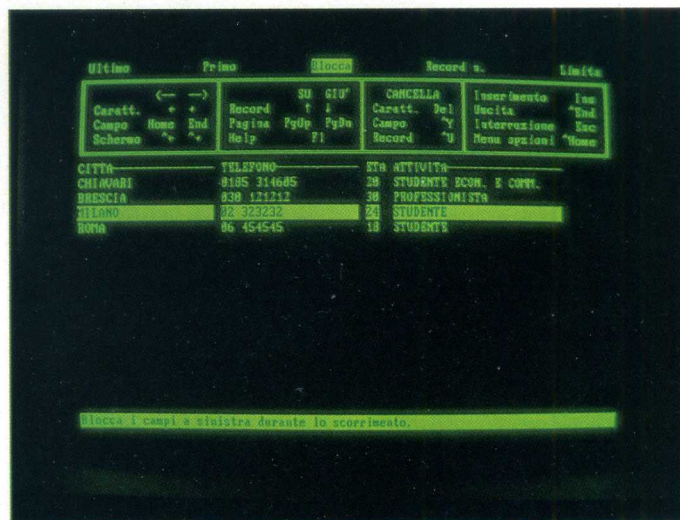 Ultimo Primo Blocca Record n. Limite
<-- --> SU GIU' CANCELLA Inserimento Ins
Caratt. ← → Record ↑ ↓ Caratt. Del Uscita ^End
Campo Home End Pagina PgUp PgDn Campo ^Y Interruzione Esc
Schermo ^← ^→ Help F1 Record ^U Menu opzioni ^Home
CITTA TELEFONO ETA ATTIVITA
CHIAVARI 0185 314605 20 STUDENTE ECON. E COMM.
BRESCIA 030 121212 30 PROFESSIONISTA
MILANO 02 323232 24 STUDENTE
ROMA 06 454545 18 STUDENTE
Blocca i campi a sinistra durante lo scorrimento.